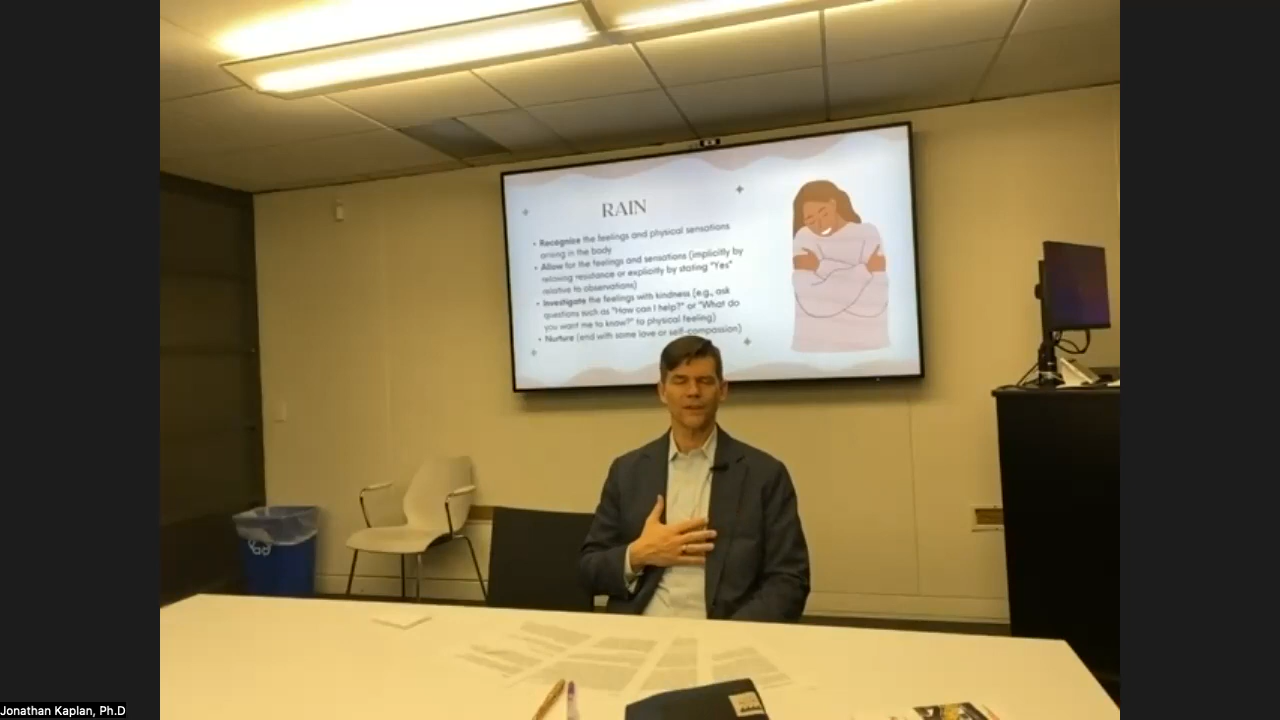 RAIN
• Recognize the feelings and physical sensations
arising in the body
• Allow for the feelings and sensations (implicitly by
relaxing resistance or explicitly by stating "Yes"
relative to observations)
• Investigate the feelings with kindness (e.g., ask
questions such as "How can I help?" or "What do
you want me to know?" to physical feeling)
• Nurture (end with some love or self-compassion)
Jonathan Kaplan, Ph.D